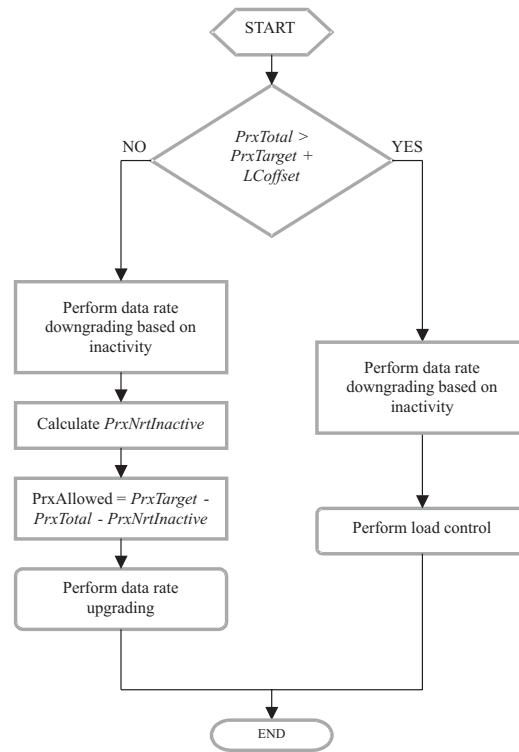 START
NO
PrxTotal >
PrxTarget +
LCoffset
YES
Perform data rate
downgrading based on
inactivity
Calculate PrxNrtInactive
PrxAllowed = PrxTarget -
PrxTotal - PrxNrtInactive
Perform data rate
upgrading
Perform data rate
downgrading based on
inactivity
Perform load control
END